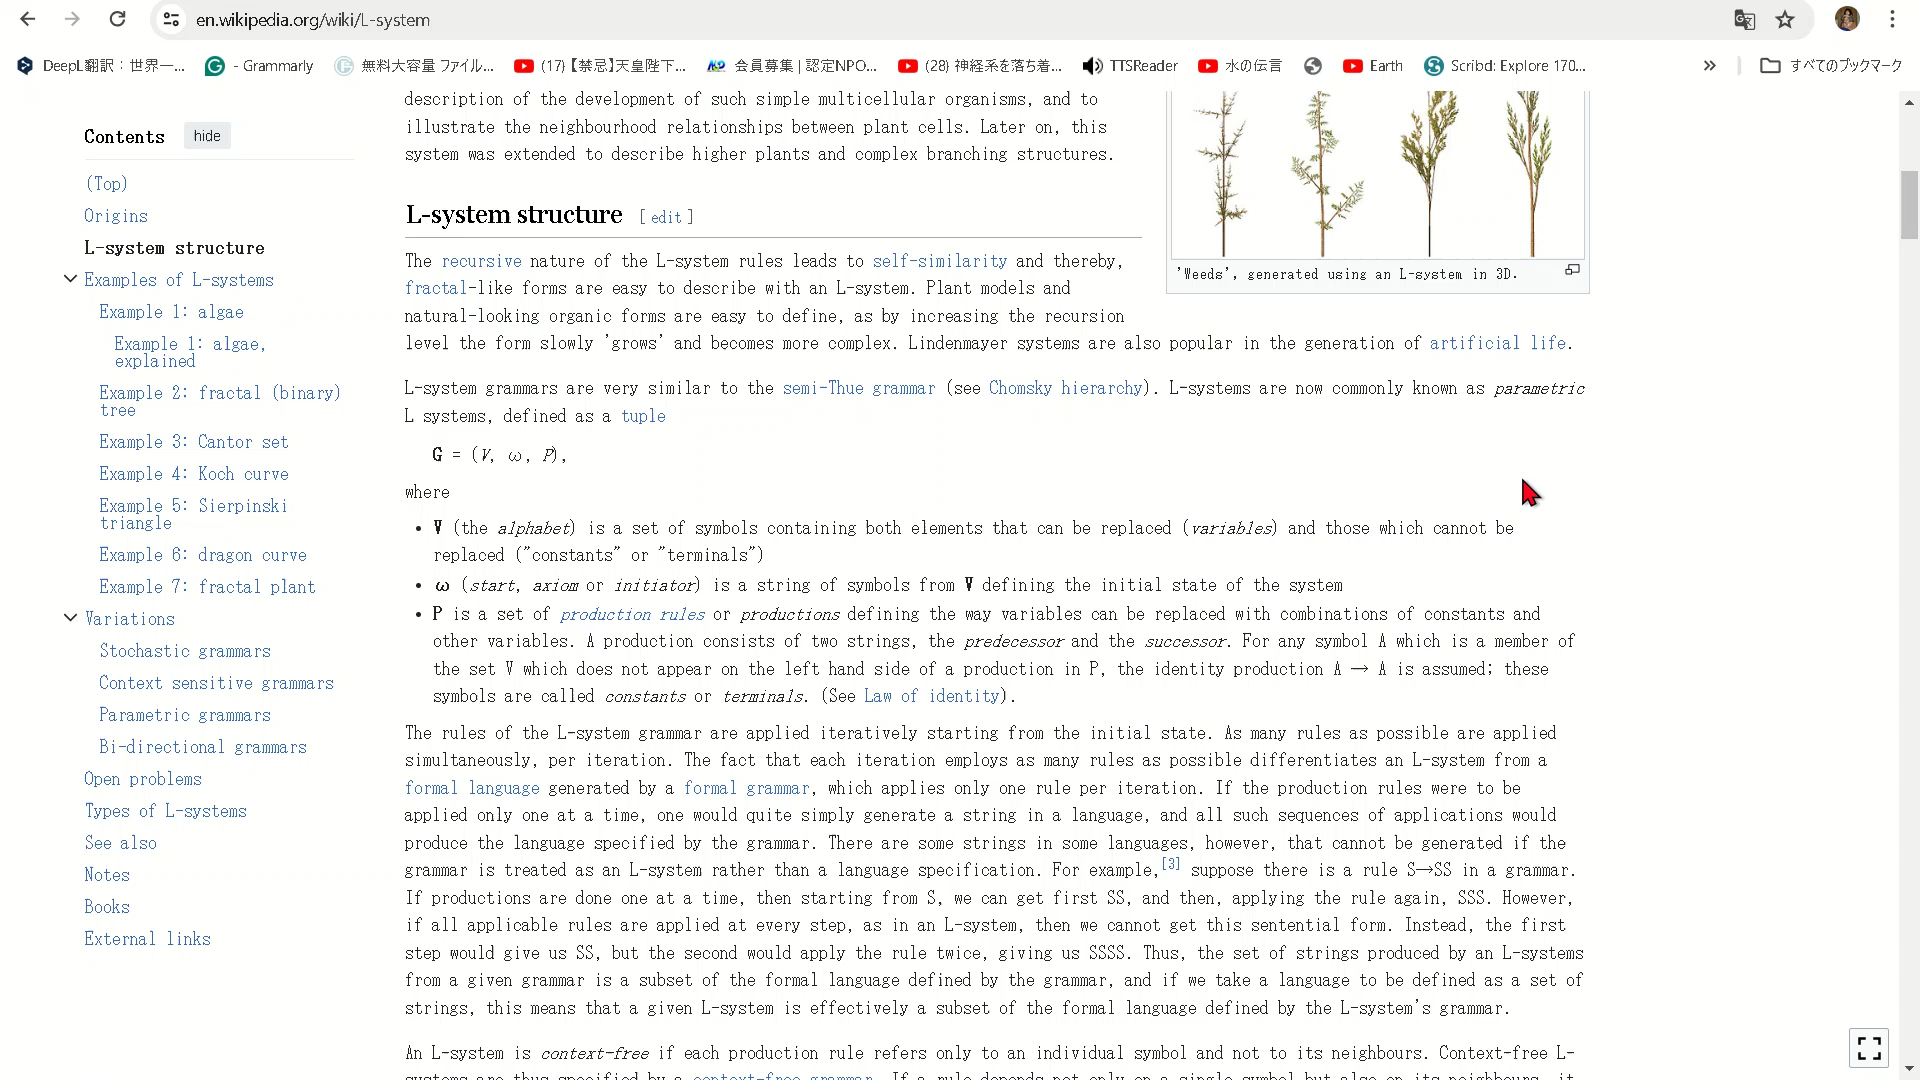 en.wikipedia.org/wiki/L-system
DeepL翻訳：世界一...
- Grammarly
無料大容量 ファイル...
(17)【禁忌】天皇陛下...
会員募集 | 認定NPO...
(28) 神経系を落ち着...
TTSReader
水の伝言
Earth
Scribd: Explore 170...
»
すべてのブックマーク
Contents hide
(Top)
Origins
L-system structure
Examples of L-systems
Example 1: algae
Example 1: algae,
explained
Example 2: fractal (binary)
tree
Example 3: Cantor set
Example 4: Koch curve
Example 5: Sierpinski
triangle
Example 6: dragon curve
Example 7: fractal plant
Variations
Stochastic grammars
Context sensitive grammars
Parametric grammars
Bi-directional grammars
Open problems
Types of L-systems
See also
Notes
Books
External links
description of the development of such simple multicellular organisms, and to
illustrate the neighbourhood relationships between plant cells. Later on, this
system was extended to describe higher plants and complex branching structures.
'Weeds', generated using an L-system in 3D.
L-system structure [ edit ]
The recursive nature of the L-system rules leads to self-similarity and thereby,
fractal-like forms are easy to describe with an L-system. Plant models and
natural-looking organic forms are easy to define, as by increasing the recursion
level the form slowly 'grows' and becomes more complex. Lindenmayer systems are also popular in the generation of artificial life.
L-system grammars are very similar to the semi-Thue grammar (see Chomsky hierarchy). L-systems are now commonly known as parametric
L systems, defined as a tuple
G = (V, ω, P),
where
• V (the alphabet) is a set of symbols containing both elements that can be replaced (variables) and those which cannot be
replaced ("constants" or "terminals")
• ω (start, axiom or initiator) is a string of symbols from V defining the initial state of the system
• P is a set of production rules or productions defining the way variables can be replaced with combinations of constants and
other variables. A production consists of two strings, the predecessor and the successor. For any symbol A which is a member of
the set V which does not appear on the left hand side of a production in P, the identity production A → A is assumed; these
symbols are called constants or terminals. (See Law of identity).
The rules of the L-system grammar are applied iteratively starting from the initial state. As many rules as possible are applied
simultaneously, per iteration. The fact that each iteration employs as many rules as possible differentiates an L-system from a
formal language generated by a formal grammar, which applies only one rule per iteration. If the production rules were to be
applied only one at a time, one would quite simply generate a string in a language, and all such sequences of applications would
produce the language specified by the grammar. There are some strings in some languages, however, that cannot be generated if the
grammar is treated as an L-system rather than a language specification. For example,[3] suppose there is a rule S→SS in a grammar.
If productions are done one at a time, then starting from S, we can get first SS, and then, applying the rule again, SSS. However,
if all applicable rules are applied at every step, as in an L-system, then we cannot get this sentential form. Instead, the first
step would give us SS, but the second would apply the rule twice, giving us SSSS. Thus, the set of strings produced by an L-systems
from a given grammar is a subset of the formal language defined by the grammar, and if we take a language to be defined as a set of
strings, this means that a given L-system is effectively a subset of the formal language defined by the L-system's grammar.
An L-system is context-free if each production rule refers only to an individual symbol and not to its neighbours. Context-free L-
systems are thus specified by a context-free grammar. If a rule depends not only on a single symbol but also on its neighbours, it